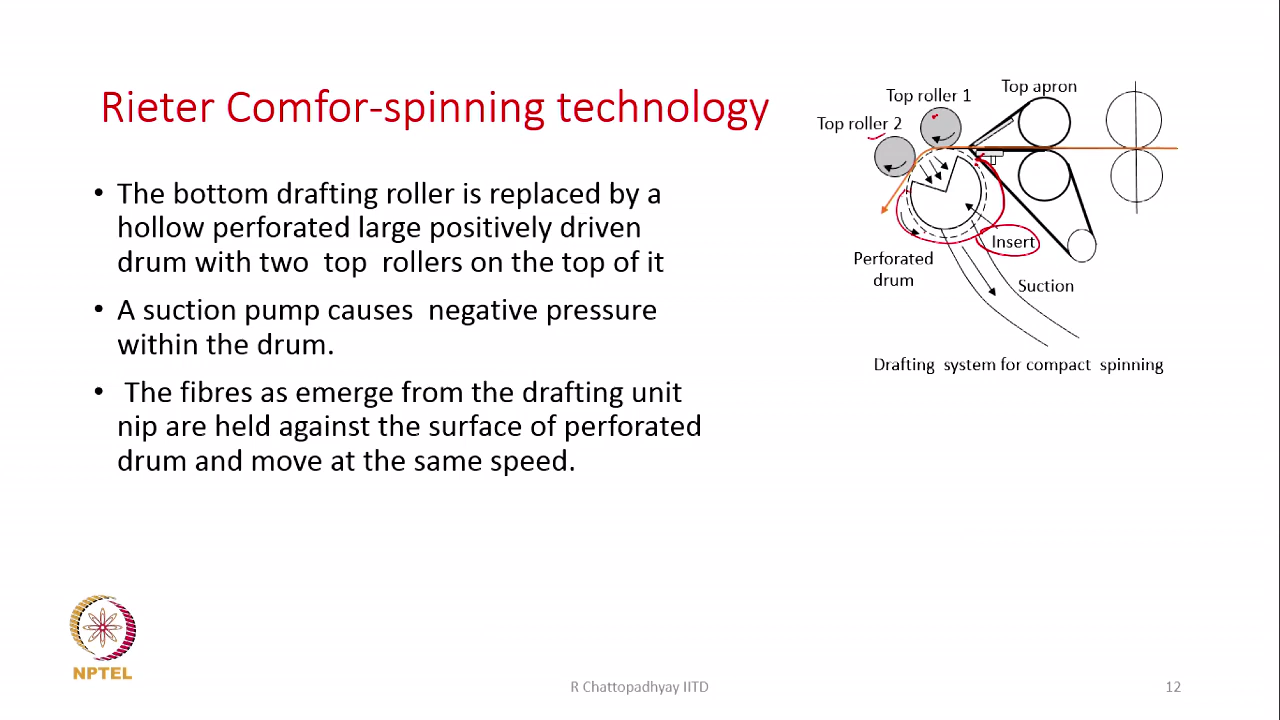 Rieter Comfor-spinning technology
• The bottom drafting roller is replaced by a
hollow perforated large positively driven
drum with two top rollers on the top of it
• A suction pump causes negative pressure
within the drum.
• The fibres as emerge from the drafting unit
nip are held against the surface of perforated
drum and move at the same speed.
Top apron
Top roller 1
Top roller 2
Insert
Perforated
drum
Suction
Drafting system for compact spinning
NPTEL
R Chattopadhyay IITD
12